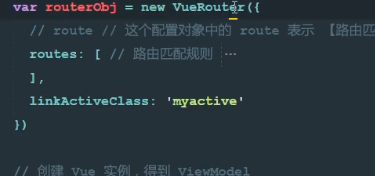 var routerObj = new VueRouter({
// route // 这个配置对象中的 route 表示 【路由匹
routes: [ // 路由匹配规则 ⋯
],
linkActiveClass: 'myactive'
})
// 创建 Vue 实例，得到 ViewModel